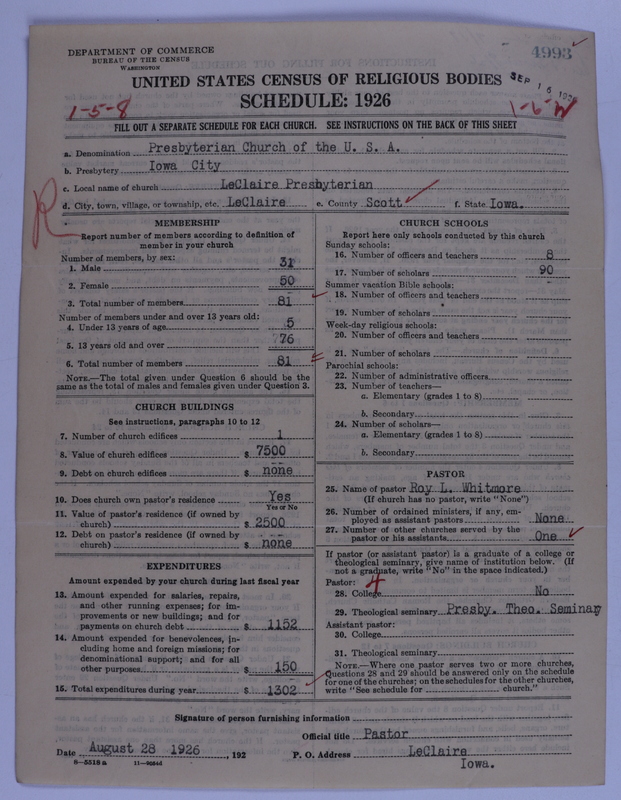 DEPARTMENT OF COMMERCE
BUREAU OF THE CENSUS
WASHINGTON
4993
UNITED STATES CENSUS OF RELIGIOUS BODIES
SEP 16 192
SCHEDULE: 1926
1-5-8
1-6-
FILL OUT A SEPARATE SCHEDULE FOR EACH CHURCH. SEE INSTRUCTIONS ON THE BACK OF THIS SHEET
a. Denomination Presbyterian Church of the U. S. A.
b. Presbytery Iowa City
c. Local name of church LeClaire Presbyterian
d. City, town, village, or township, etc. LeClaire e. County Scott f. State Iowa.
R
MEMBERSHIP
Report number of members according to definition of
member in your church
Number of members, by sex:
1. Male 31
2. Female 50
3. Total number of members 81
Number of members under and over 13 years old:
4. Under 13 years of age 5
5. 13 years old and over 76
6. Total number of members 81
NOTE.—The total given under Question 6 should be the
same as the total of males and females given under Question 3.
CHURCH BUILDINGS
See instructions, paragraphs 10 to 12
7. Number of church edifices 1
8. Value of church edifices $ 7500
9. Debt on church edifices $ none
10. Does church own pastor's residence Yes
Yes or No
11. Value of pastor's residence (if owned by
church) $ 2500
12. Debt on pastor's residence (if owned by
church) $ none
EXPENDITURES
Amount expended by your church during last fiscal year
13. Amount expended for salaries, repairs,
and other running expenses; for im-
provements or new buildings; and for
payments on church debt $ 1152
14. Amount expended for benevolences, in-
cluding home and foreign missions; for
denominational support; and for all
other purposes $ 150
15. Total expenditures during year $ 1302
CHURCH SCHOOLS
Report here only schools conducted by this church
Sunday schools:
16. Number of officers and teachers 8
17. Number of scholars 90
Summer vacation Bible schools:
18. Number of officers and teachers
19. Number of scholars
Week-day religious schools:
20. Number of officers and teachers
21. Number of scholars
Parochial schools:
22. Number of administrative officers
23. Number of teachers—
a. Elementary (grades 1 to 8)
b. Secondary
24. Number of scholars—
a. Elementary (grades 1 to 8)
b. Secondary
PASTOR
25. Name of pastor Roy L. Whitmore
(If church has no pastor, write "None")
26. Number of ordained ministers, if any, em-
ployed as assistant pastors None
27. Number of other churches served by the
pastor or his assistants One
If pastor (or assistant pastor) is a graduate of a college or
theological seminary, give name of institution below. (If
not a graduate, write "No" in the space indicated.)
Pastor: 4
28. College No
29. Theological seminary Presby. Theo. Seminary
Assistant pastor:
30. College
31. Theological seminary
NOTE.—Where one pastor serves two or more churches,
Questions 28 and 29 should be answered only on the schedule
for one of the churches; on the schedules for the other churches,
write "See schedule for church."
Signature of person furnishing information
Official title Pastor
Date August 28 1926, 192
P. O. Address LeClaire
Iowa.
8—5518 a